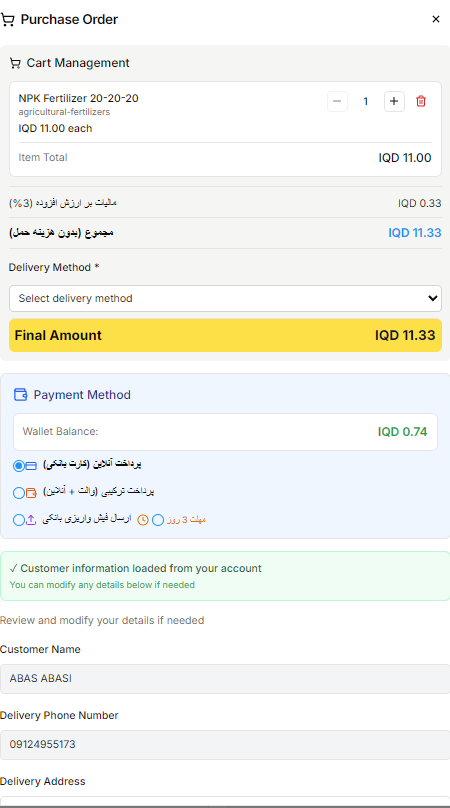 Purchase Order
×
Cart Management
NPK Fertilizer 20-20-20
− 1 +
agricultural-fertilizers
IQD 11.00 each
Item Total IQD 11.00
مالیات بر ارزش افزوده (3%) IQD 0.33
مجموع (بدون هزینه حمل) IQD 11.33
Delivery Method *
Select delivery method
Final Amount IQD 11.33
Payment Method
Wallet Balance: IQD 0.74
پرداخت آنلاین (کارت بانکی)
پرداخت ترکیبی (والت + آنلاین)
ارسال فیش واریزی بانکی مهلت 3 روز
✓ Customer information loaded from your account
You can modify any details below if needed
Review and modify your details if needed
Customer Name
ABAS ABASI
Delivery Phone Number
09124955173
Delivery Address